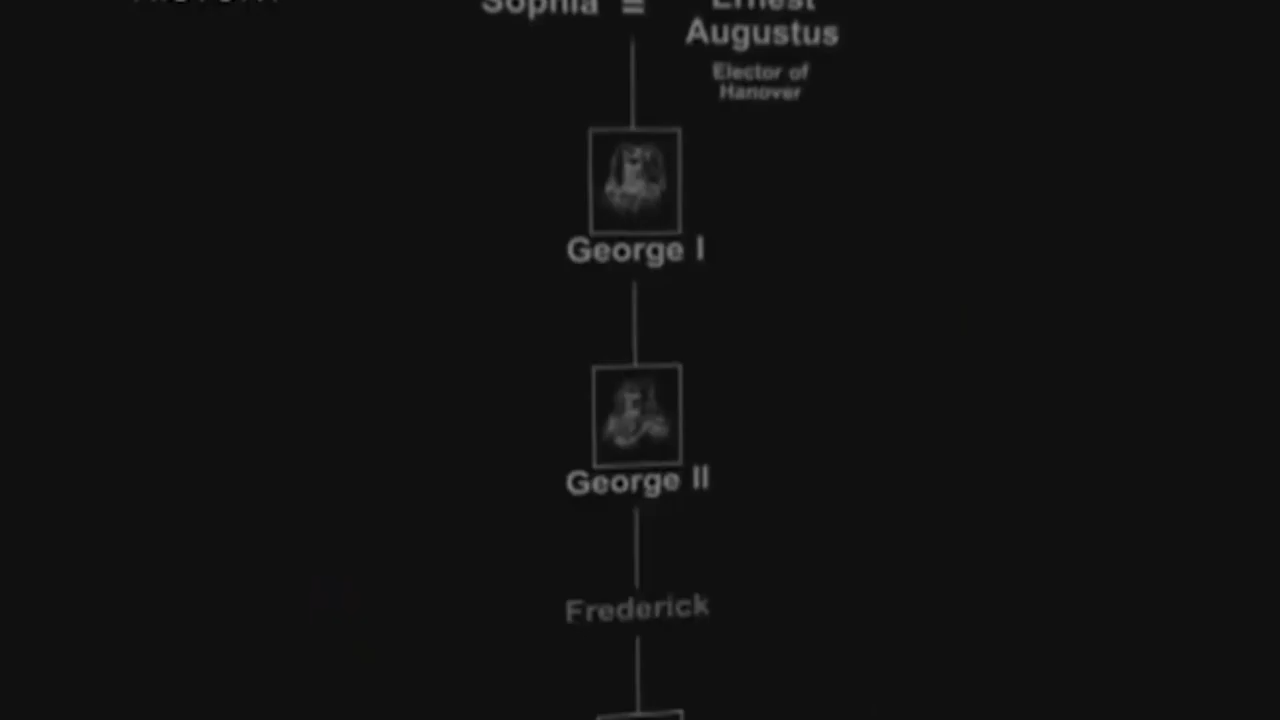 Sophia =
Ernest
Augustus
Elector of
Hanover
George I
George II
Frederick